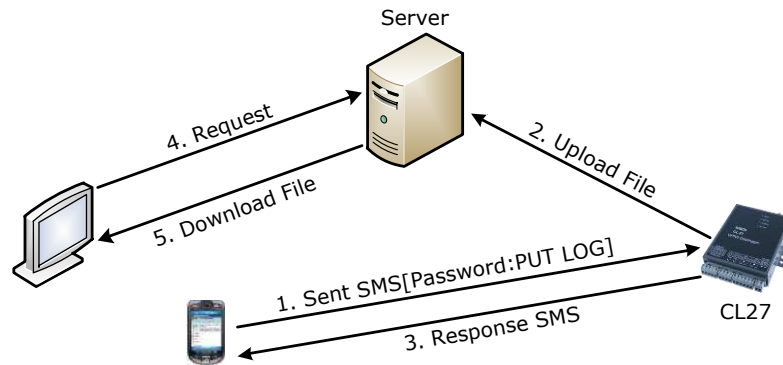 Server
4. Request
2. Upload File
5. Download File
1. Sent SMS[Password:PUT LOG]
3. Response SMS
CL27